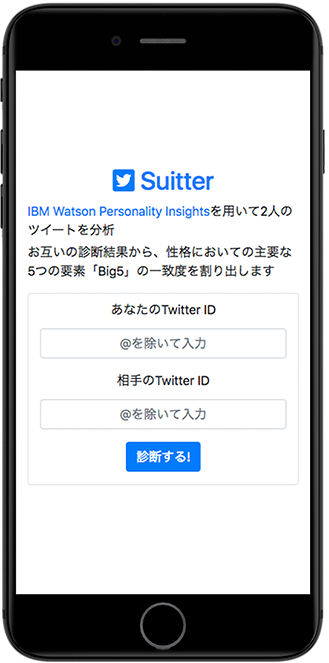 Suitter
IBM Watson Personality Insightsを用いて2人の
ツイートを分析
お互いの診断結果から、性格においての主要な
5つの要素「Big5」の一致度を割り出します
あなたのTwitter ID
@を除いて入力
相手のTwitter ID
@を除いて入力
診断する!